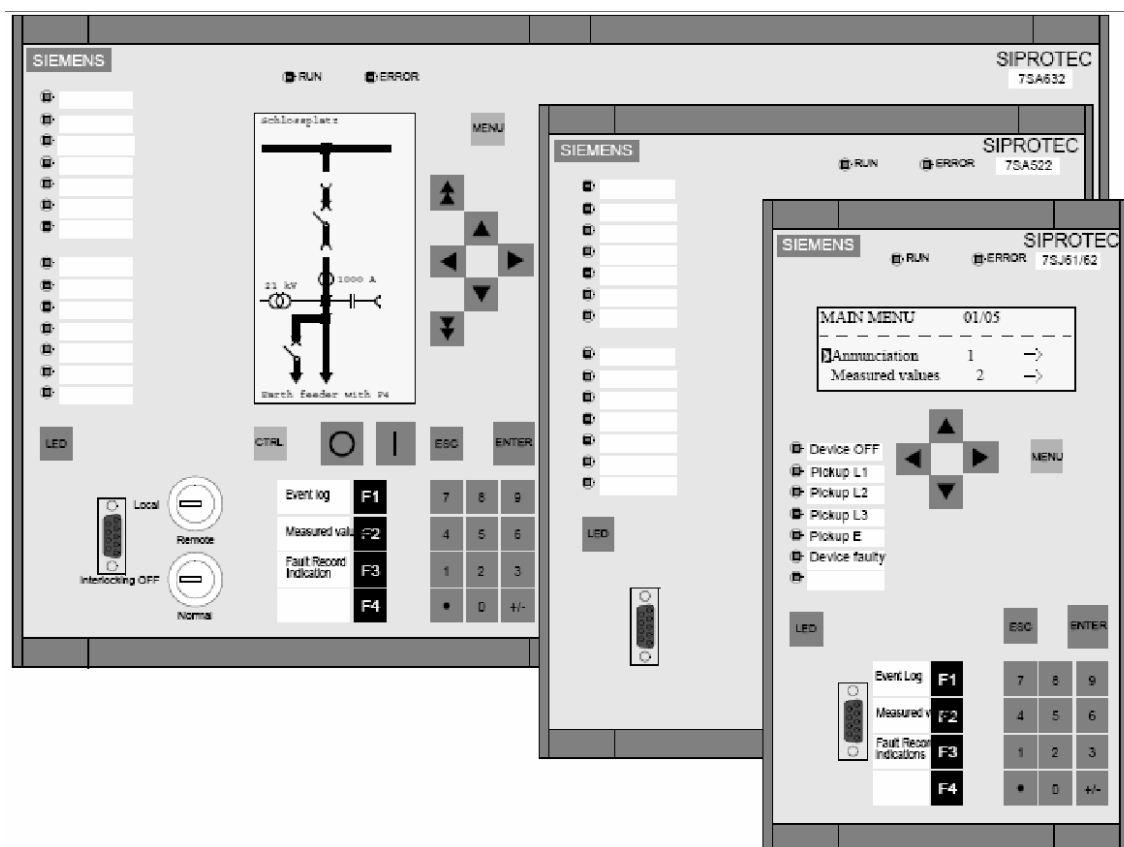 SIEMENS
SIPROTEC
7SA632
RUN
ERROR
Schlossplatz
MENU
21 kV
1000 A
Earth feeder with P4
LED
CTRL
O
I
ESC
ENTER
Local
Remote
Interlocking OFF
Normal
Event log F1
Measured valu F2
Fault Record
Indication
F3
F4
7 8 9
4 5 6
1 2 3
• 0 +/-
SIEMENS
SIPROTEC
7SA522
RUN
ERROR
LED
SIEMENS
SIPROTEC
7SJ61/62
RUN
ERROR
MAIN MENU 01/05
Annunciation 1 -->
Measured values 2 -->
MENU
Device OFF
Pickup L1
Pickup L2
Pickup L3
Pickup E
Device faulty
LED
ESC
ENTER
Event Log F1
Measured v F2
Fault Recor
Indications
F3
F4
7 8 9
4 5 6
1 2 3
• 0 +/-